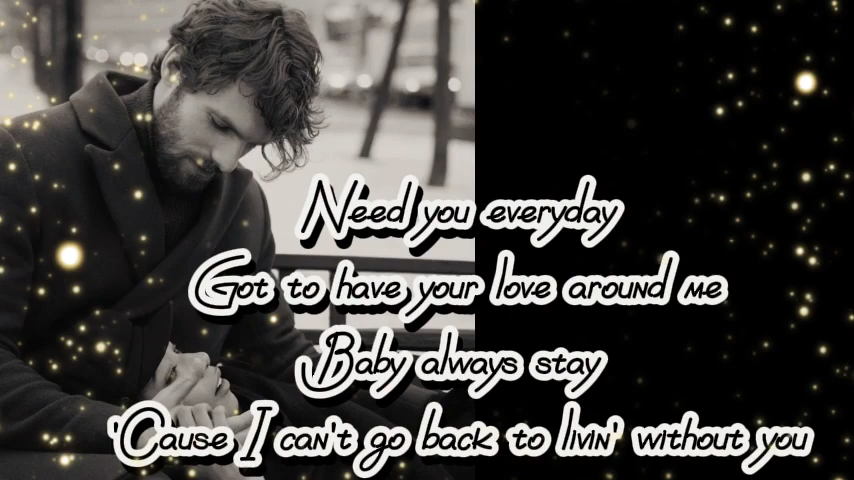 Need you everyday
Got to have your love around me
Baby always stay
'Cause I can't go back to livin' without you